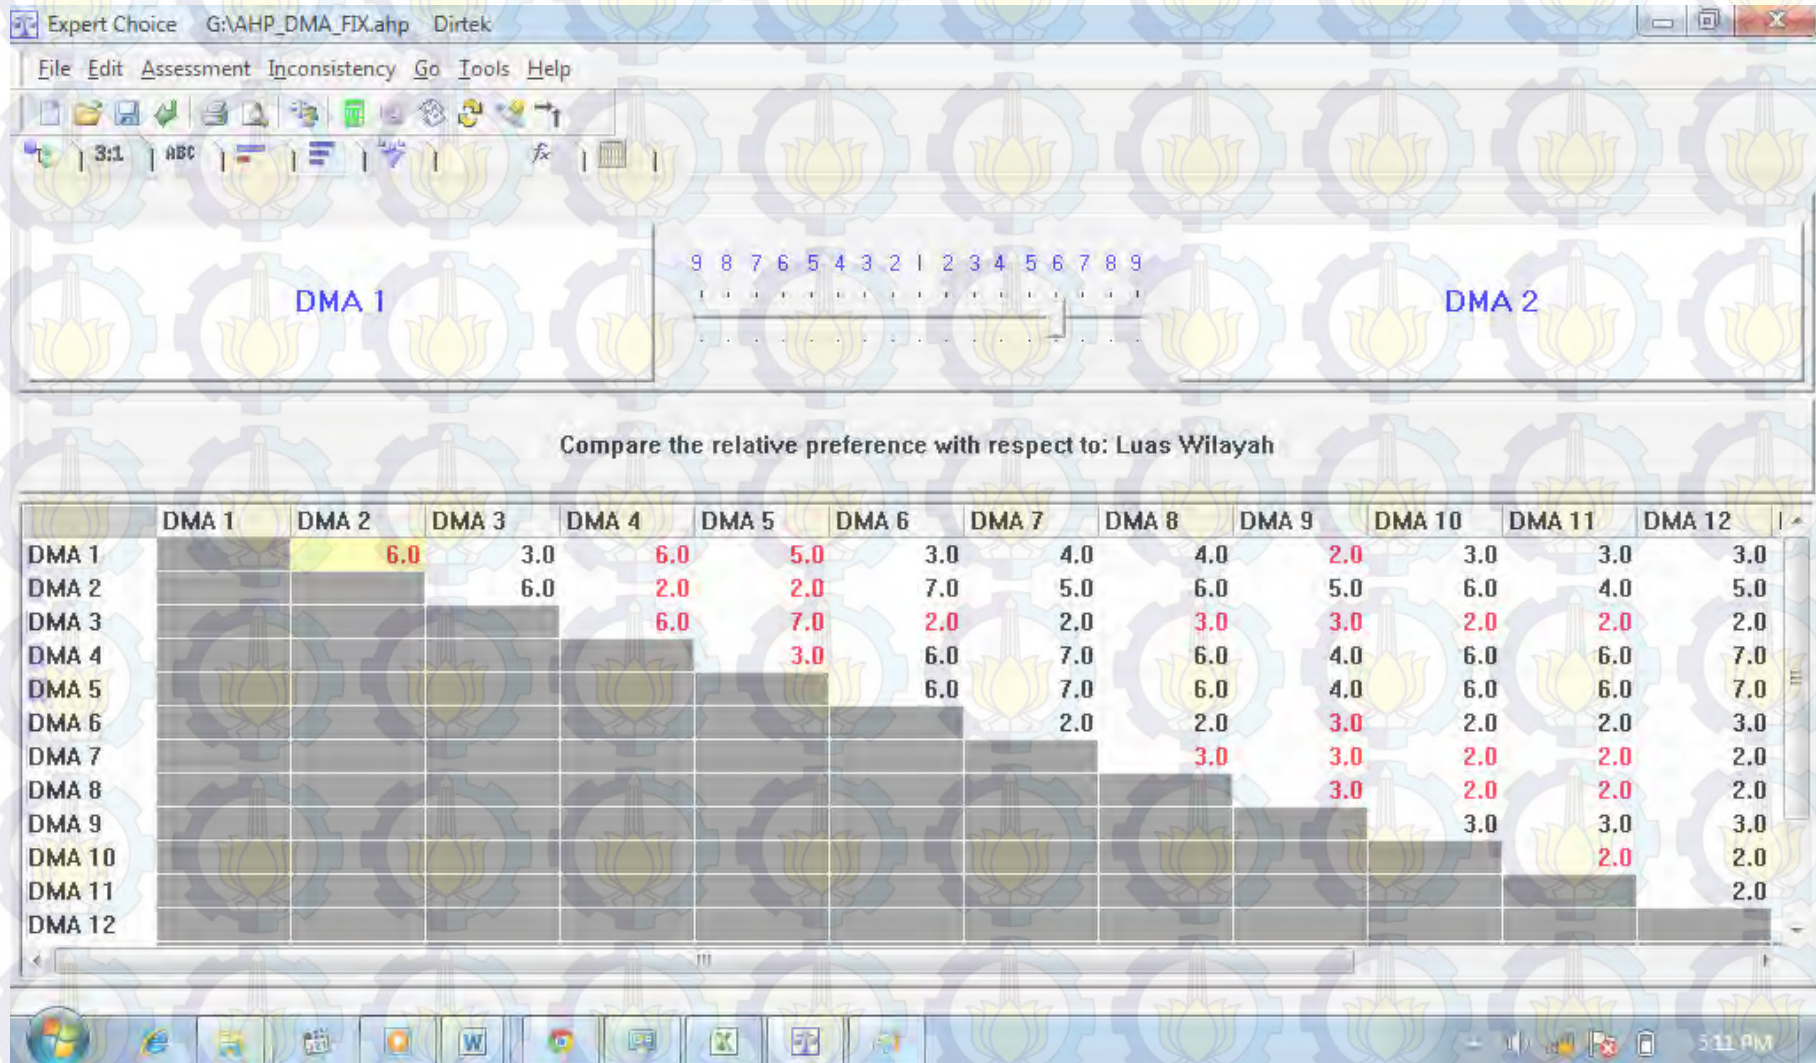 Expert Choice G:\AHP_DMA_FIX.ahp Dirtek
File Edit Assessment Inconsistency Go Tools Help
3:1 ABC fx
9 8 7 6 5 4 3 2 1 2 3 4 5 6 7 8 9
DMA 1 DMA 2
Compare the relative preference with respect to: Luas Wilayah
DMA 1 DMA 2 DMA 3 DMA 4 DMA 5 DMA 6 DMA 7 DMA 8 DMA 9 DMA 10 DMA 11 DMA 12
DMA 1 6.0 3.0 6.0 5.0 3.0 4.0 4.0 2.0 3.0 3.0 3.0
DMA 2 6.0 2.0 2.0 7.0 5.0 6.0 5.0 6.0 4.0 5.0
DMA 3 6.0 7.0 2.0 2.0 3.0 3.0 2.0 2.0 2.0
DMA 4 3.0 6.0 7.0 6.0 4.0 6.0 6.0 7.0
DMA 5 6.0 7.0 6.0 4.0 6.0 6.0 7.0
DMA 6 2.0 2.0 3.0 2.0 2.0 3.0
DMA 7 3.0 3.0 2.0 2.0 2.0
DMA 8 3.0 2.0 2.0 2.0
DMA 9 3.0 3.0 3.0
DMA 10 2.0 2.0
DMA 11 2.0
DMA 12
5:11 PM